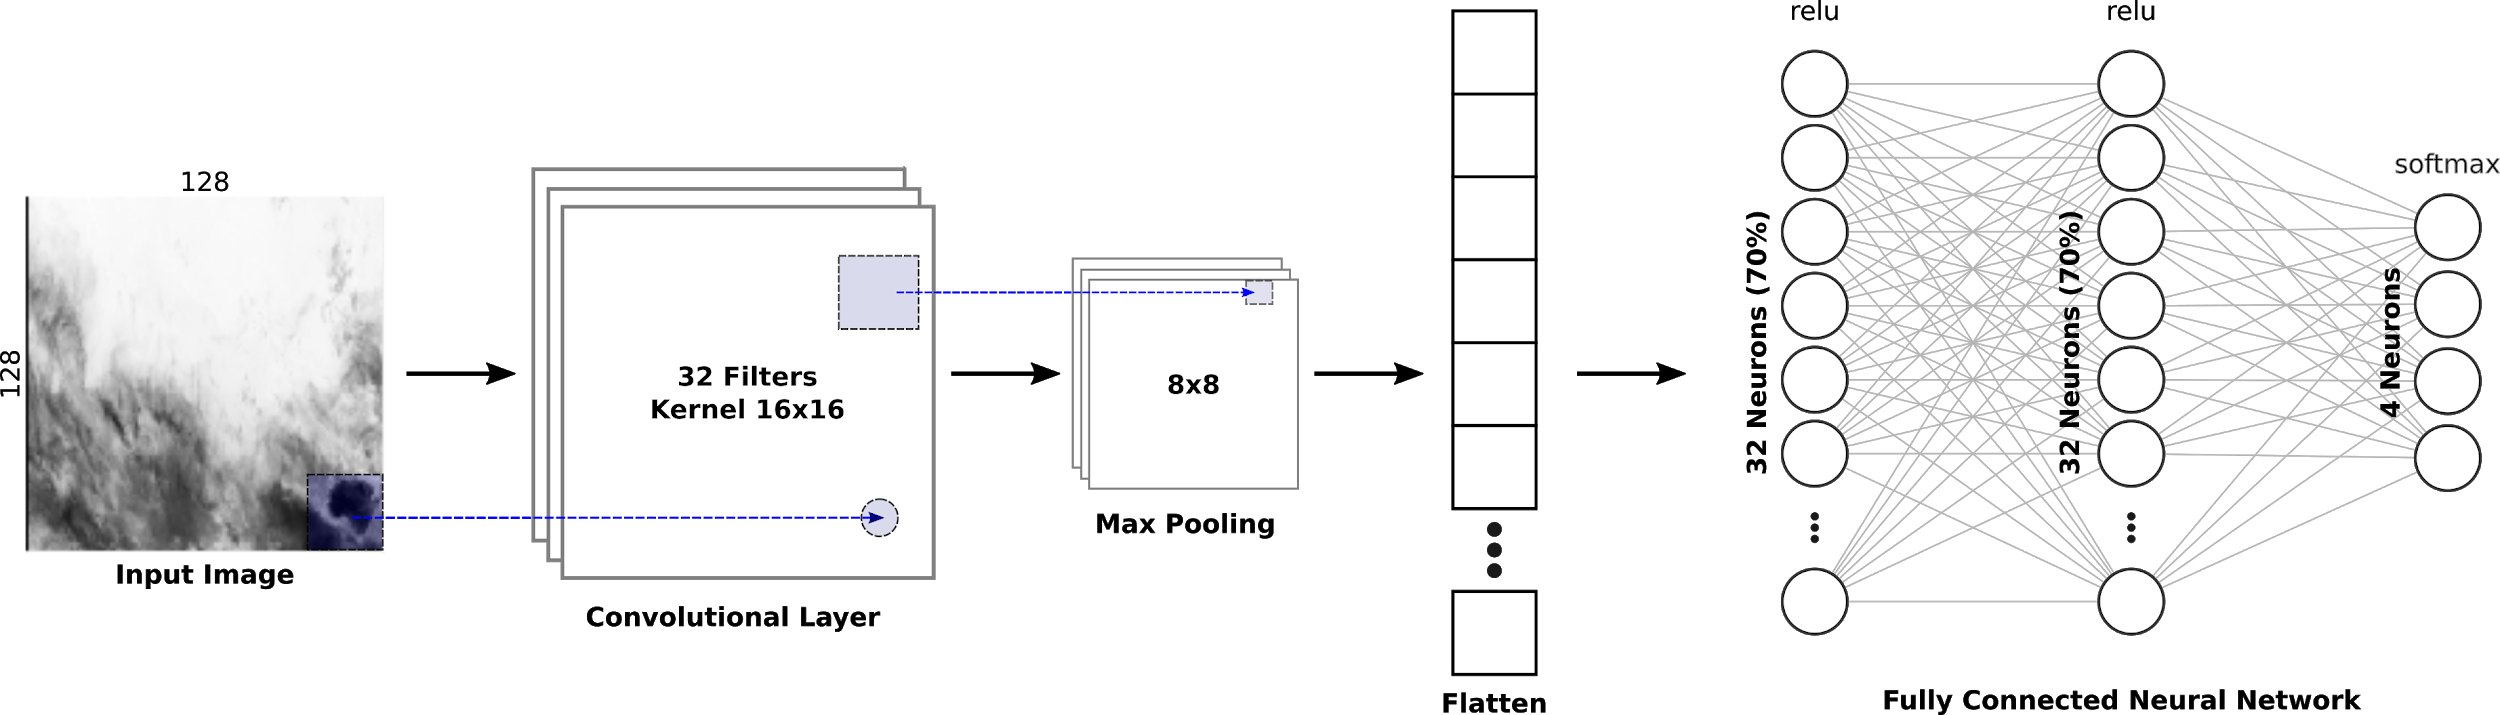 128
128
Input Image
32 Filters
Kernel 16x16
Convolutional Layer
8x8
Max Pooling
Flatten
relu
32 Neurons (70%)
relu
32 Neurons (70%)
softmax
4 Neurons
Fully Connected Neural Network